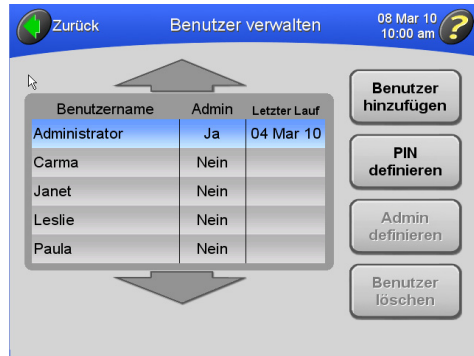 Zurück
Benutzer verwalten
08 Mar 10
10:00 am
?
Benutzername Admin Letzter Lauf
Administrator Ja 04 Mar 10
Carma Nein
Janet Nein
Leslie Nein
Paula Nein
Benutzer
hinzufügen
PIN
definieren
Admin
definieren
Benutzer
löschen